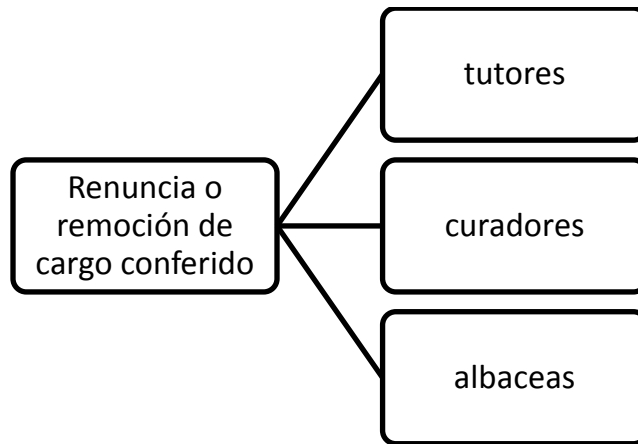 Renuncia o
remoción de
cargo conferido
tutores
curadores
albaceas